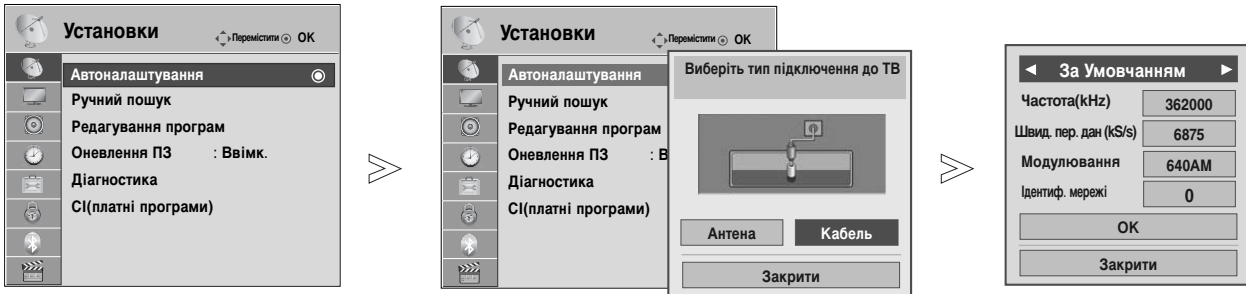 Установки
Перемістити OK
Автоналаштування
Ручний пошук
Редагування програм
Оневлення ПЗ : Ввімк.
Діагностика
СІ(платні програми)
>
Установки
Перемістити OK
Автоналаштування
Ручний пошук
Редагування програм
Оневлення ПЗ : В
Діагностика
СІ(платні програми)
Виберіть тип підключення до ТВ
Антена Кабель
Закрити
>
◄ За Умовчанням ►
Частота(kHz) 362000
Швид. пер. дан (kS/s) 6875
Модулювання 640AM
Ідентиф. мережі 0
OK
Закрити